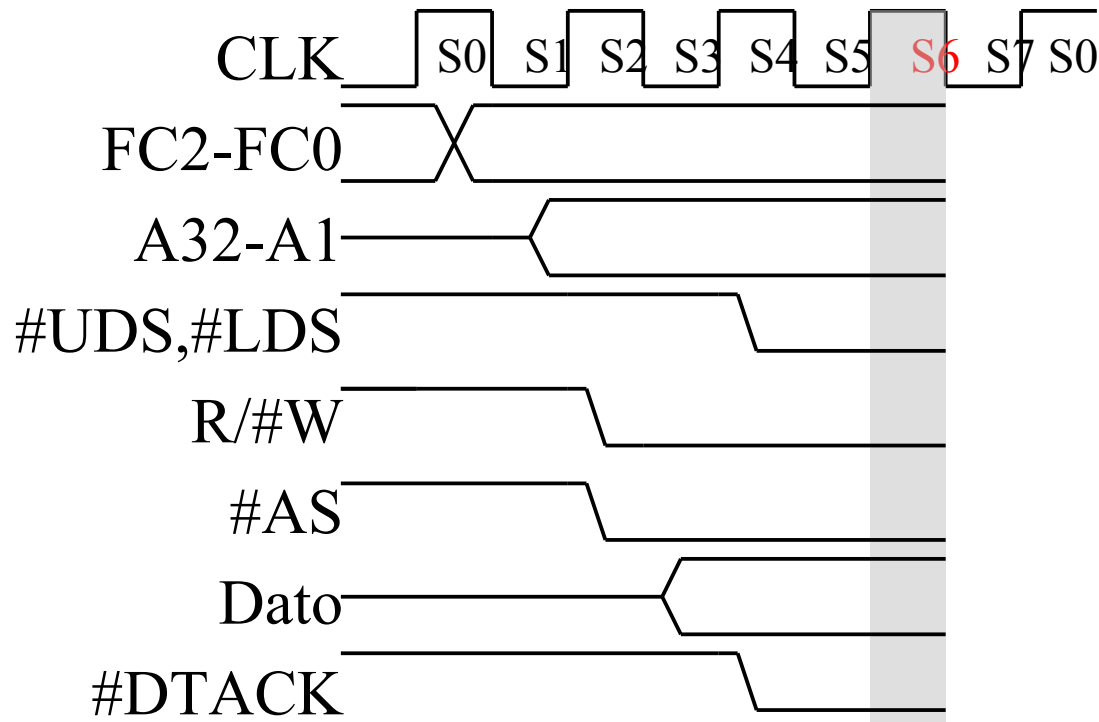 CLK S0 S1 S2 S3 S4 S5 S6 S7 S0
FC2-FC0
A32-A1
#UDS,#LDS
R/#W
#AS
Dato
#DTACK